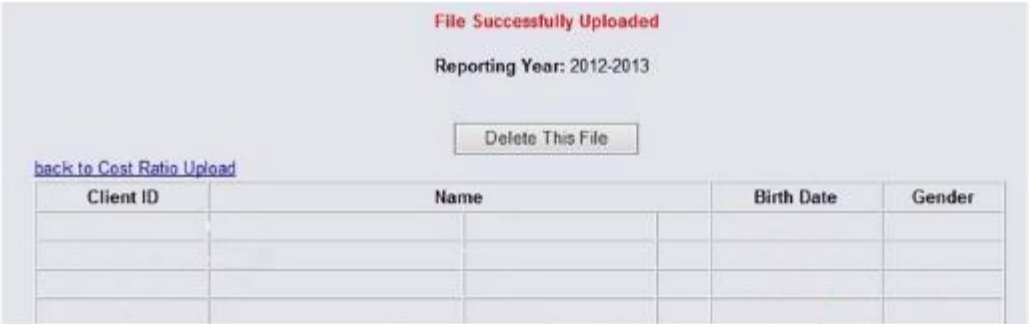 File Successfully Uploaded
Reporting Year: 2012-2013
Delete This File
back to Cost Ratio Upload
Client ID Name Birth Date Gender